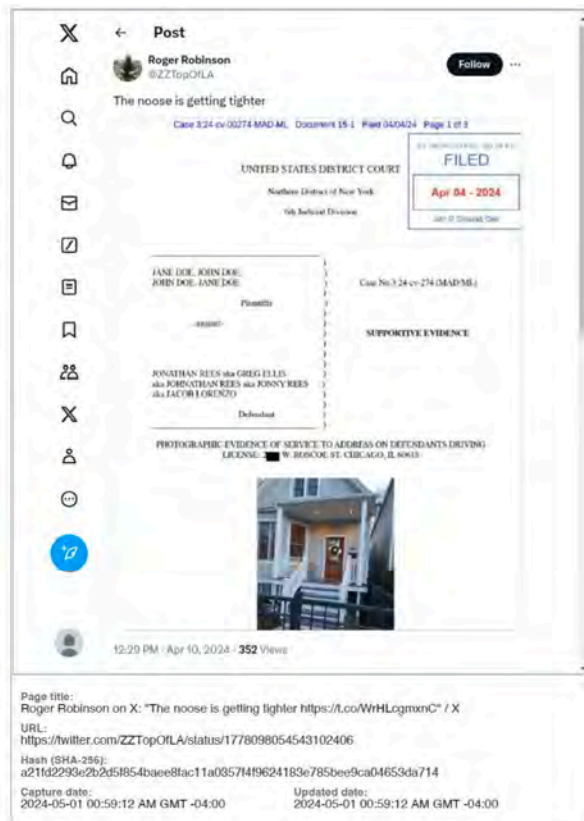 Post
Roger Robinson
@ZZTopOfLA
Follow
The noose is getting tighter
Case 3:24-cv-00274-MAD-ML Document 15-1 Filed 04/04/24 Page 1 of 3
FILED
Apr 04 - 2024
UNITED STATES DISTRICT COURT
Northern District of New York
Judicial Division
JANE DOE, JOHN DOE,
JOHN DOE, JANE DOE,
Plaintiffs
-against-
JONATHAN REES aka GREG ELLIS
aka JOHNATHAN REES aka JONNY REES
aka JACOB LORENZO
Defendant
Case No 3:24-cv-274 (MAD/ML)
SUPPORTIVE EVIDENCE
PHOTOGRAPHIC EVIDENCE OF SERVICE TO ADDRESS ON DEFENDANTS DRIVING
LICENSE: 2 W. ROSCOE ST. CHICAGO, IL
12:29 PM · Apr 10, 2024 · 352 Views
Page title:
Roger Robinson on X: "The noose is getting tighter https://t.co/WrHLcgmxnC" / X
URL:
https://twitter.com/ZZTopOfLA/status/1778098054543102406
Hash (SHA-256):
a21fd2293e2b2d5f854baee8fac11a0357f4f9624183e785bee9ca04653da714
Capture date:
2024-05-01 00:59:12 AM GMT -04:00
Updated date:
2024-05-01 00:59:12 AM GMT -04:00